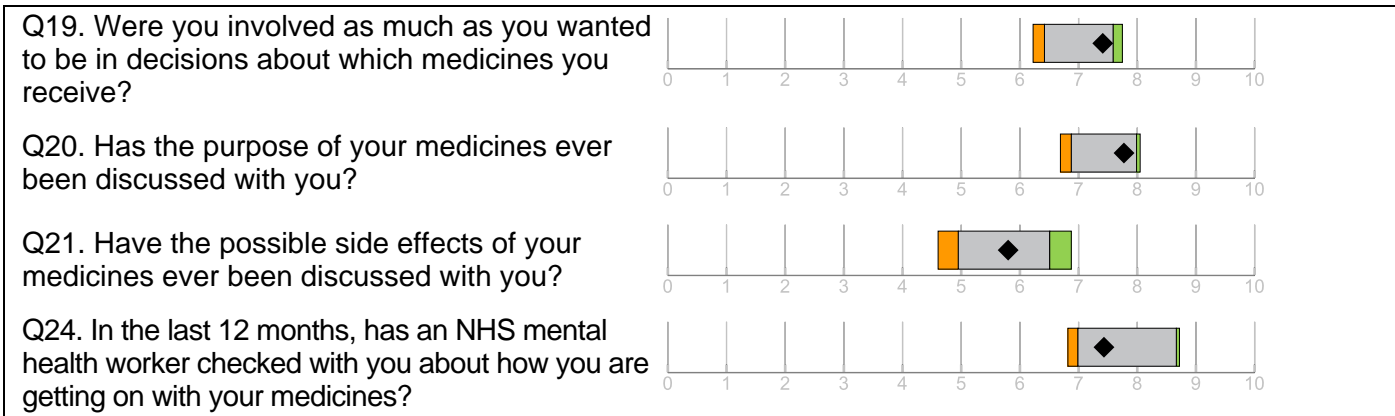 Q19. Were you involved as much as you wanted
to be in decisions about which medicines you
receive?
0 1 2 3 4 5 6 7 8 9 10
Q20. Has the purpose of your medicines ever
been discussed with you?
0 1 2 3 4 5 6 7 8 9 10
Q21. Have the possible side effects of your
medicines ever been discussed with you?
0 1 2 3 4 5 6 7 8 9 10
Q24. In the last 12 months, has an NHS mental
health worker checked with you about how you are
getting on with your medicines?
0 1 2 3 4 5 6 7 8 9 10